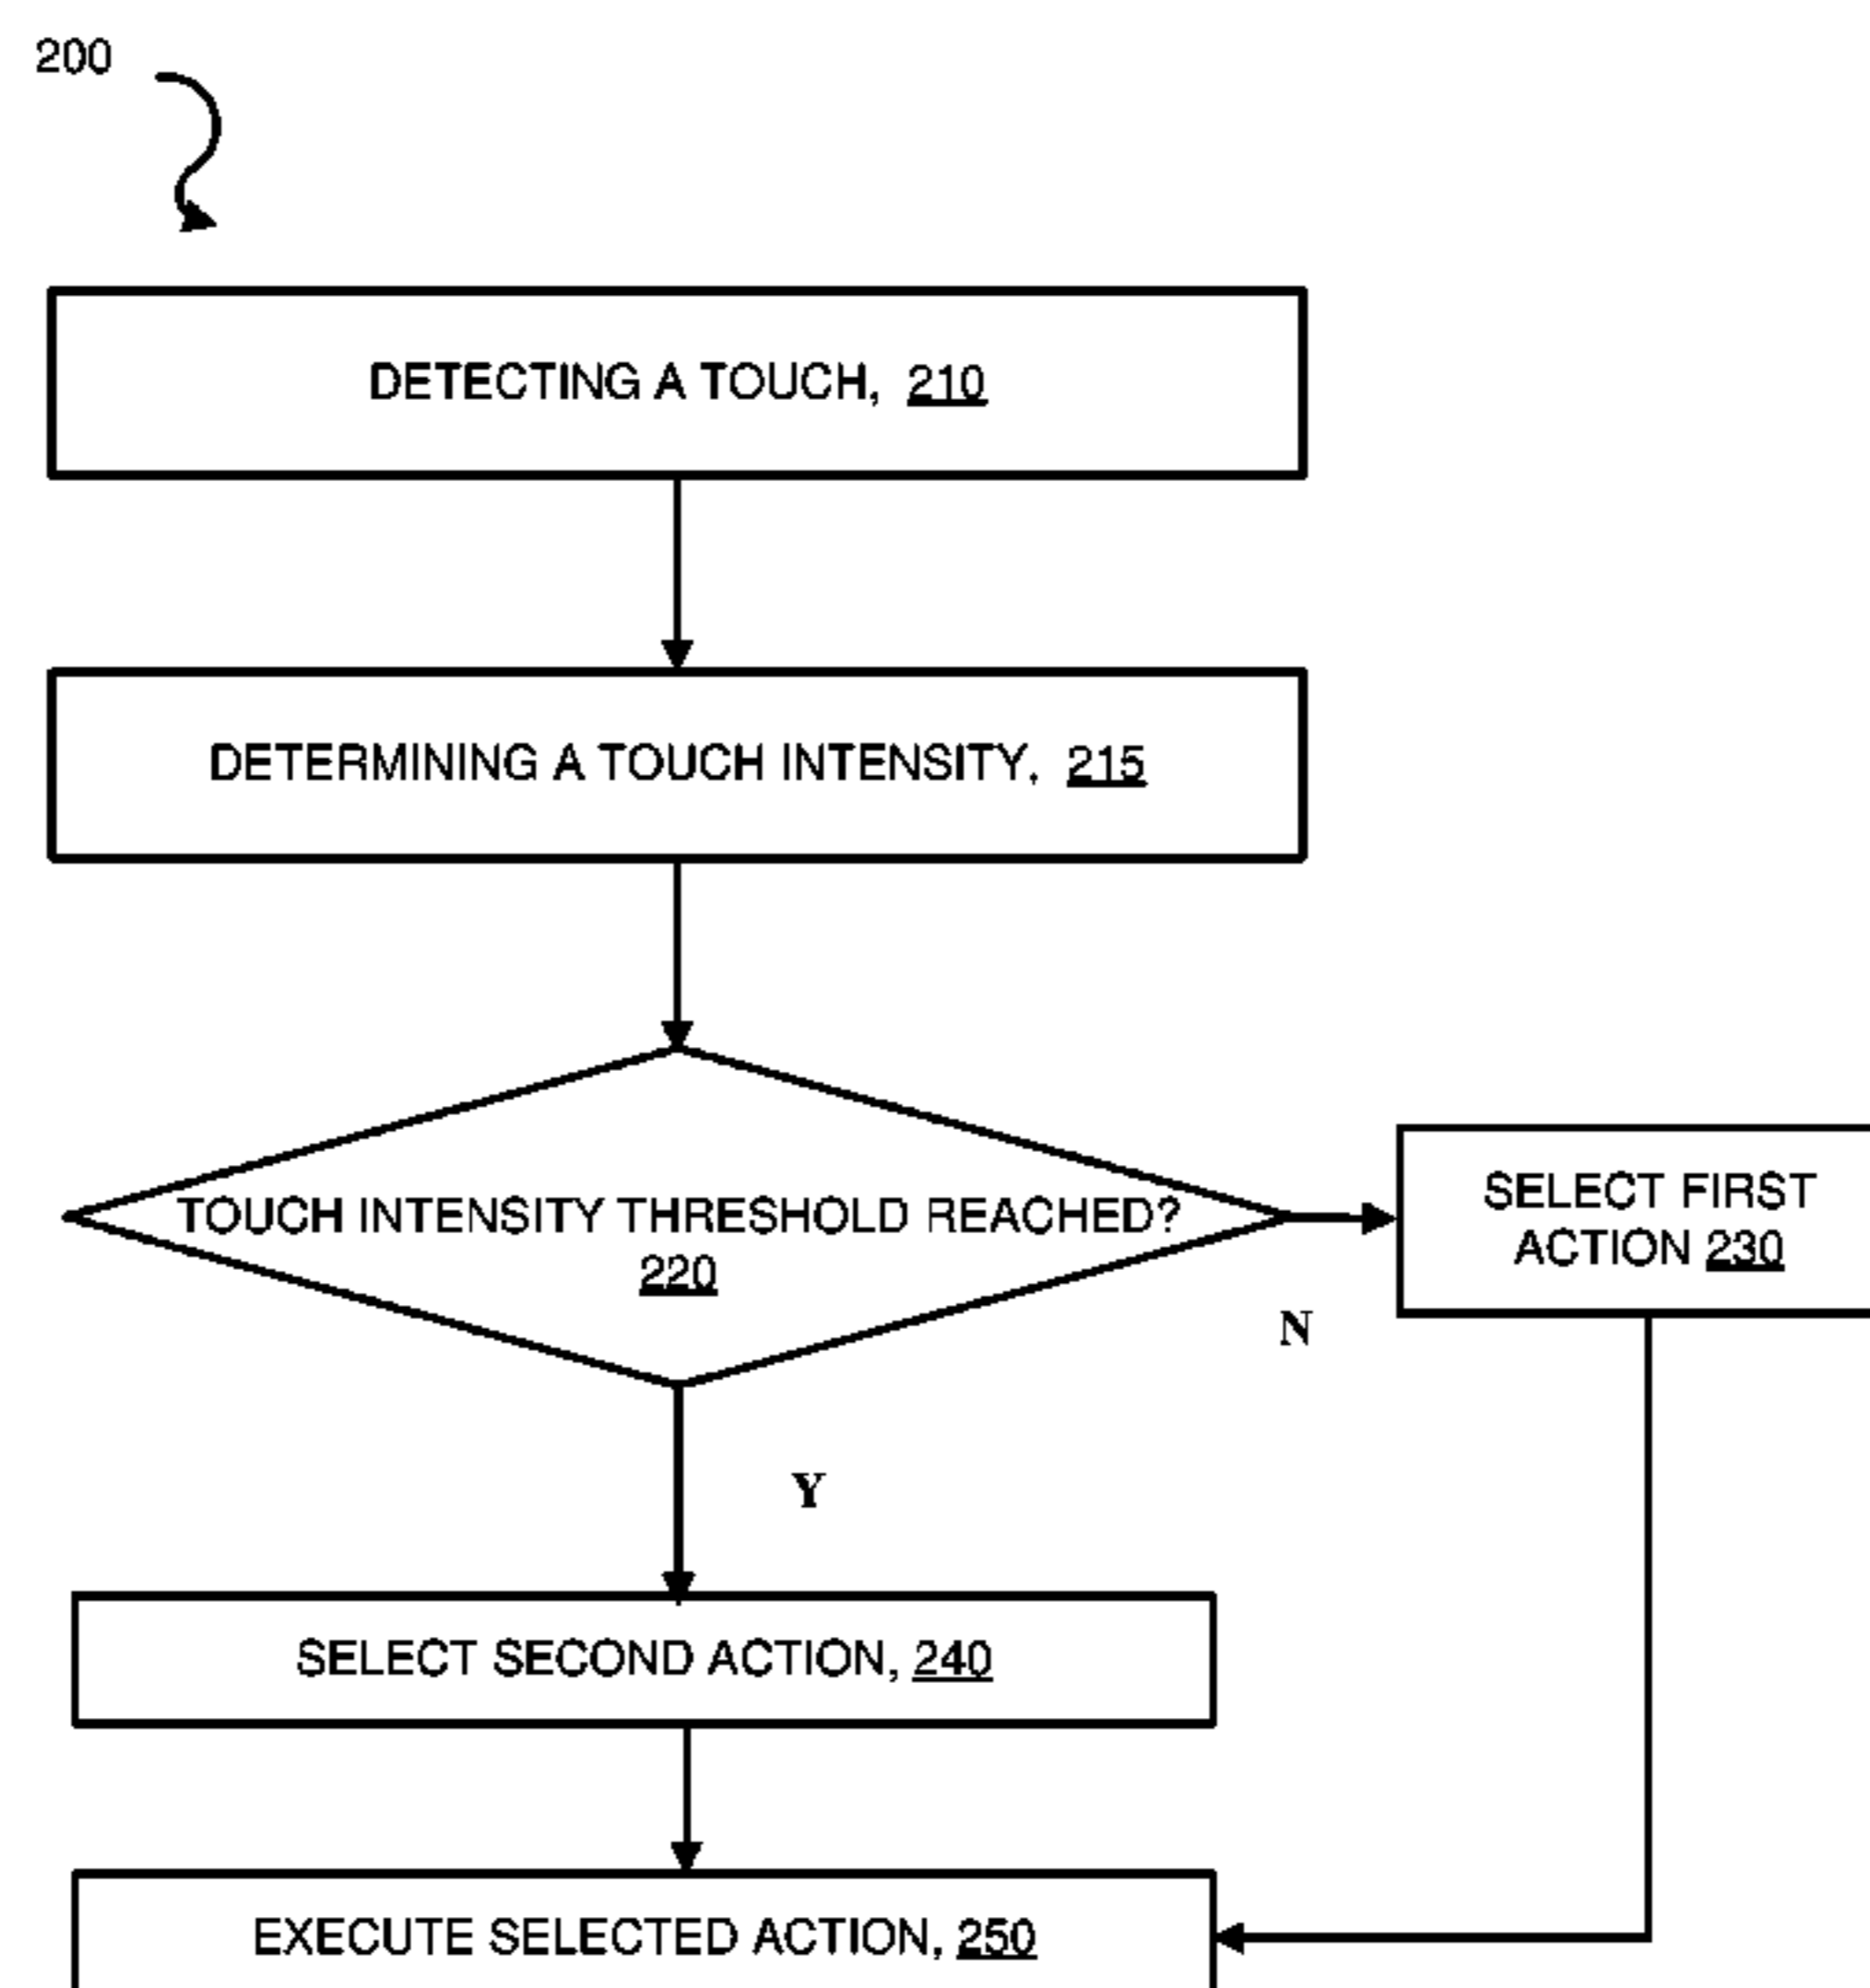 200
DETECTING A TOUCH, 210
DETERMINING A TOUCH INTENSITY, 215
TOUCH INTENSITY THRESHOLD REACHED?
220
SELECT FIRST
ACTION 230
N
Y
SELECT SECOND ACTION, 240
EXECUTE SELECTED ACTION, 250